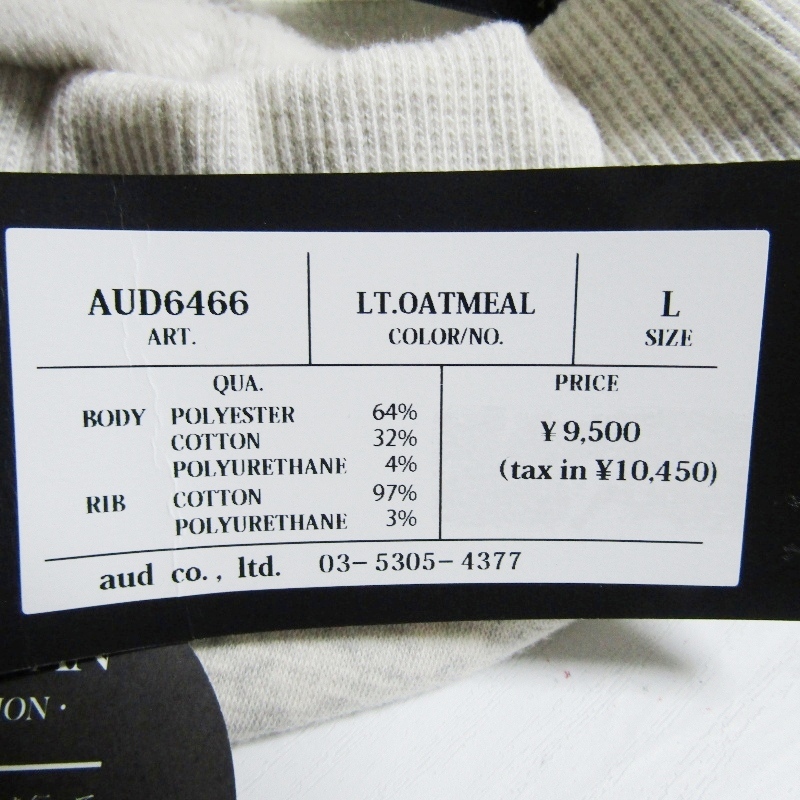 AUD6466 LT.OATMEAL L
ART. COLOR/NO. SIZE
QUA. PRICE
BODY POLYESTER 64%
COTTON 32%
POLYURETHANE 4%
RIB COTTON 97%
POLYURETHANE 3%
¥9,500
(tax in ¥10,450)
aud co., ltd. 03-5305-4377